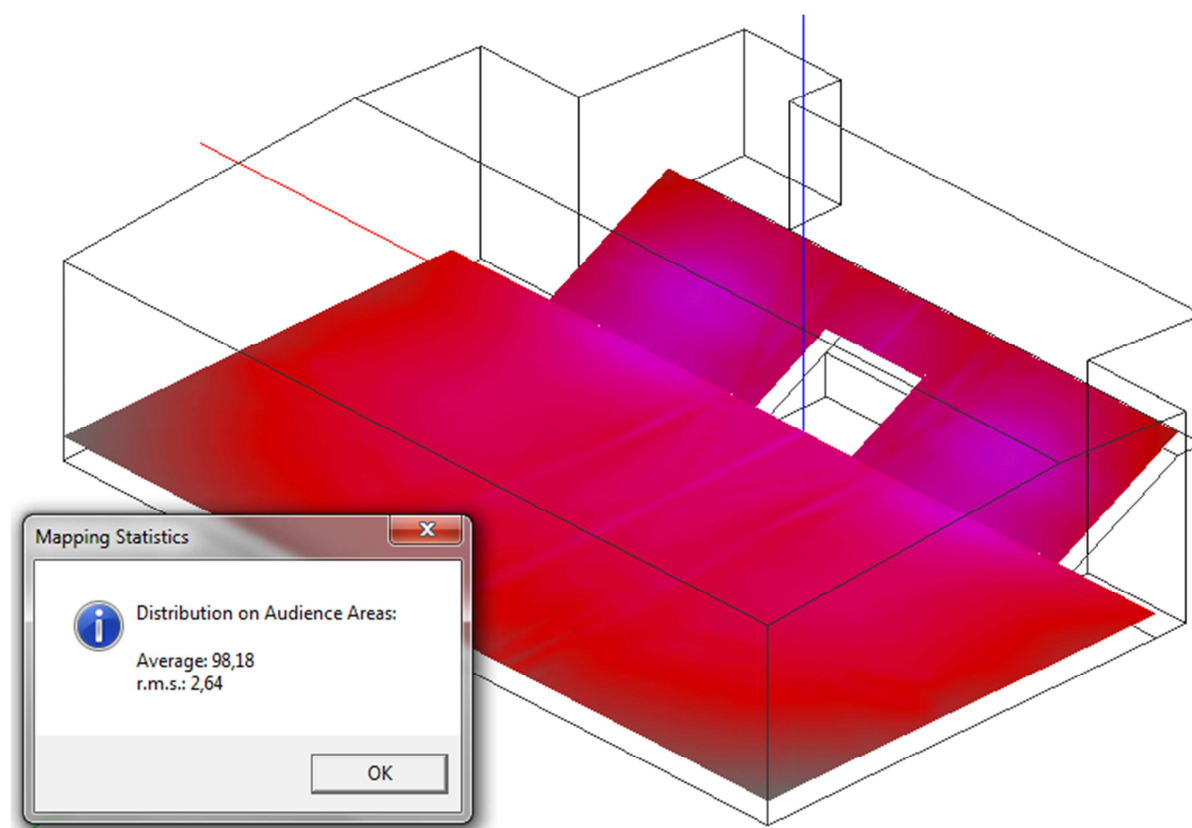 Mapping Statistics
Distribution on Audience Areas:
Average: 98,18
r.m.s.: 2,64
OK